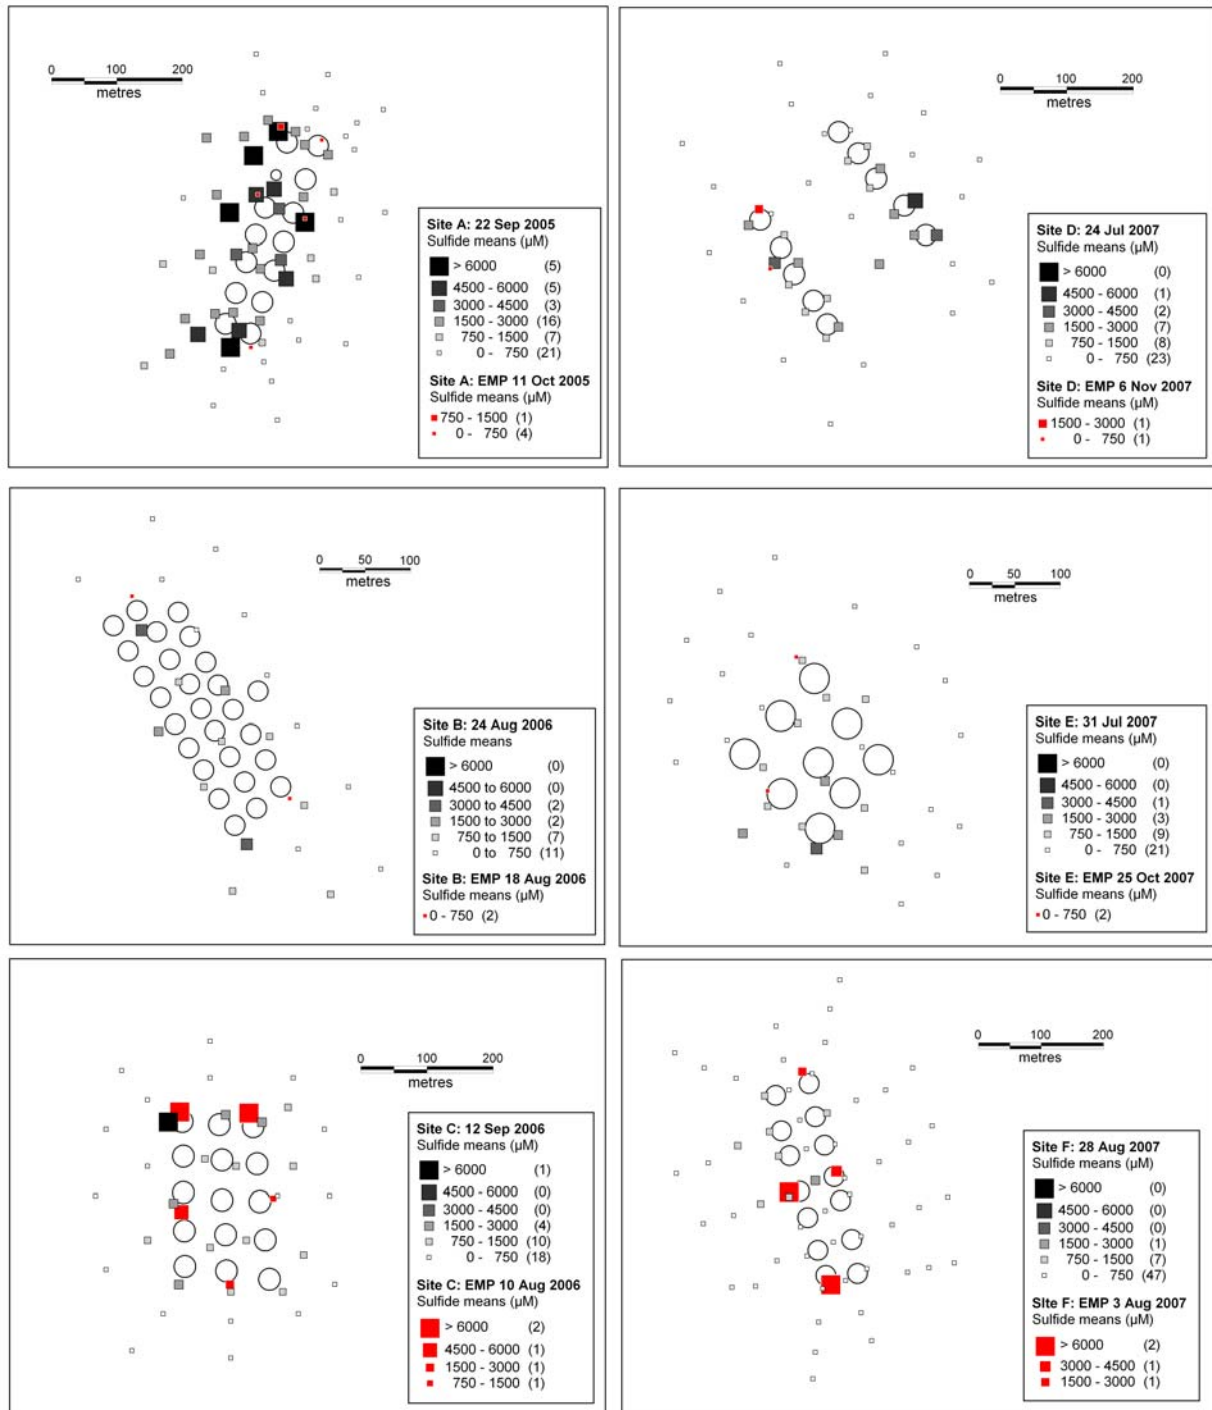 0 100 200
metres
Site A: 22 Sep 2005
Sulfide means (µM)
> 6000 (5)
4500 - 6000 (5)
3000 - 4500 (3)
1500 - 3000 (16)
750 - 1500 (7)
0 - 750 (21)
Site A: EMP 11 Oct 2005
Sulfide means (µM)
750 - 1500 (1)
0 - 750 (4)
0 100 200
metres
Site D: 24 Jul 2007
Sulfide means (µM)
> 6000 (0)
4500 - 6000 (1)
3000 - 4500 (2)
1500 - 3000 (7)
750 - 1500 (8)
0 - 750 (23)
Site D: EMP 6 Nov 2007
Sulfide means (µM)
1500 - 3000 (1)
0 - 750 (1)
0 50 100
metres
Site B: 24 Aug 2006
Sulfide means
> 6000 (0)
4500 to 6000 (0)
3000 to 4500 (2)
1500 to 3000 (2)
750 to 1500 (7)
0 to 750 (11)
Site B: EMP 18 Aug 2006
Sulfide means (µM)
0 - 750 (2)
0 50 100
metres
Site E: 31 Jul 2007
Sulfide means (µM)
> 6000 (0)
4500 - 6000 (0)
3000 - 4500 (1)
1500 - 3000 (3)
750 - 1500 (9)
0 - 750 (21)
Site E: EMP 25 Oct 2007
Sulfide means (µM)
0 - 750 (2)
0 100 200
metres
Site C: 12 Sep 2006
Sulfide means (µM)
> 6000 (1)
4500 - 6000 (0)
3000 - 4500 (0)
1500 - 3000 (4)
750 - 1500 (10)
0 - 750 (18)
Site C: EMP 10 Aug 2006
Sulfide means (µM)
> 6000 (2)
4500 - 6000 (1)
1500 - 3000 (1)
750 - 1500 (1)
0 100 200
metres
Site F: 28 Aug 2007
Sulfide means (µM)
> 6000 (0)
4500 - 6000 (0)
3000 - 4500 (0)
1500 - 3000 (1)
750 - 1500 (7)
0 - 750 (47)
Site F: EMP 3 Aug 2007
Sulfide means (µM)
> 6000 (2)
3000 - 4500 (1)
1500 - 3000 (1)